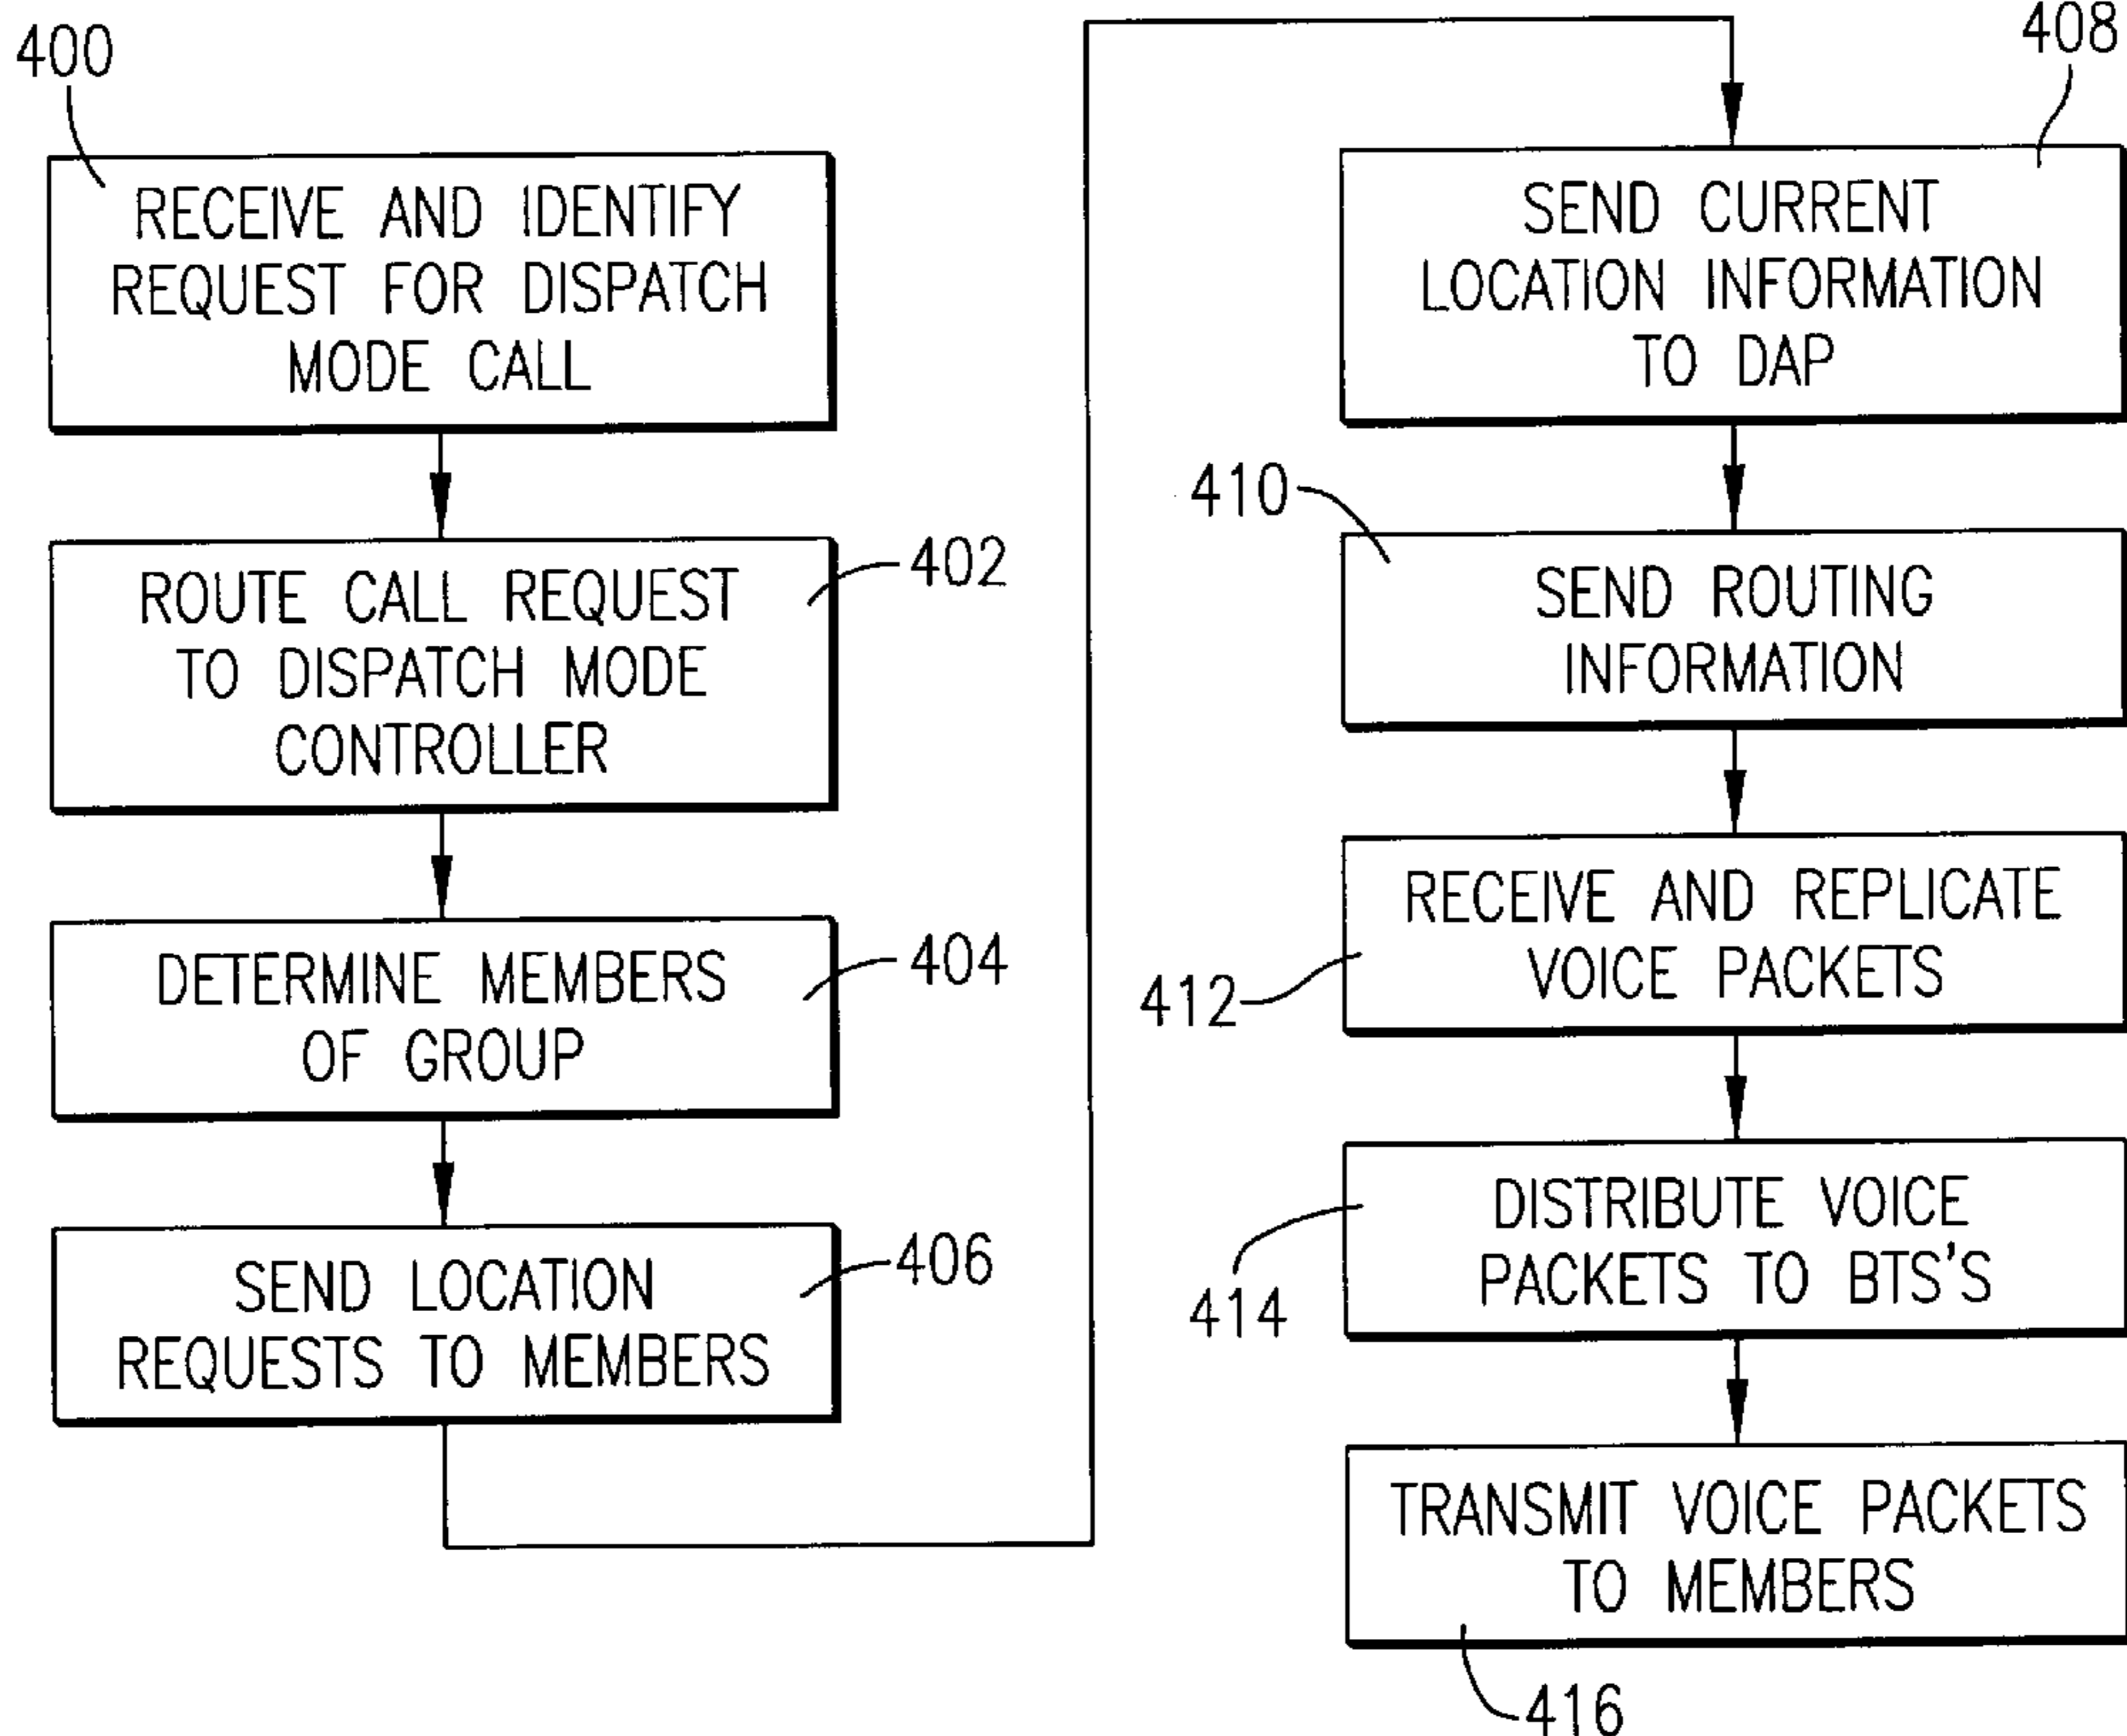 400
RECEIVE AND IDENTIFY
REQUEST FOR DISPATCH
MODE CALL
ROUTE CALL REQUEST
TO DISPATCH MODE
CONTROLLER
402
DETERMINE MEMBERS
OF GROUP
404
SEND LOCATION
REQUESTS TO MEMBERS
406
408
SEND CURRENT
LOCATION INFORMATION
TO DAP
410
SEND ROUTING
INFORMATION
RECEIVE AND REPLICATE
VOICE PACKETS
412
DISTRIBUTE VOICE
PACKETS TO BTS'S
414
TRANSMIT VOICE PACKETS
TO MEMBERS
416